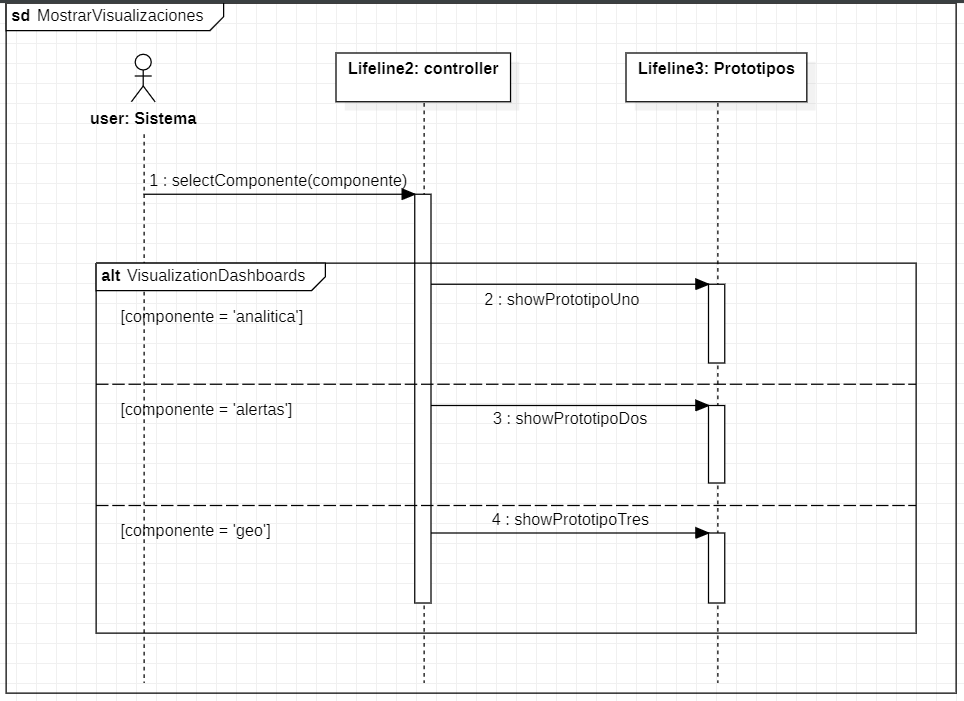 sd MostrarVisualizaciones
Lifeline2: controller
Lifeline3: Prototipos
user: Sistema
1 : selectComponente(componente)
alt VisualizationDashboards
2 : showPrototipoUno
[componente = 'analitica']
[componente = 'alertas']
3 : showPrototipoDos
4 : showPrototipoTres
[componente = 'geo']